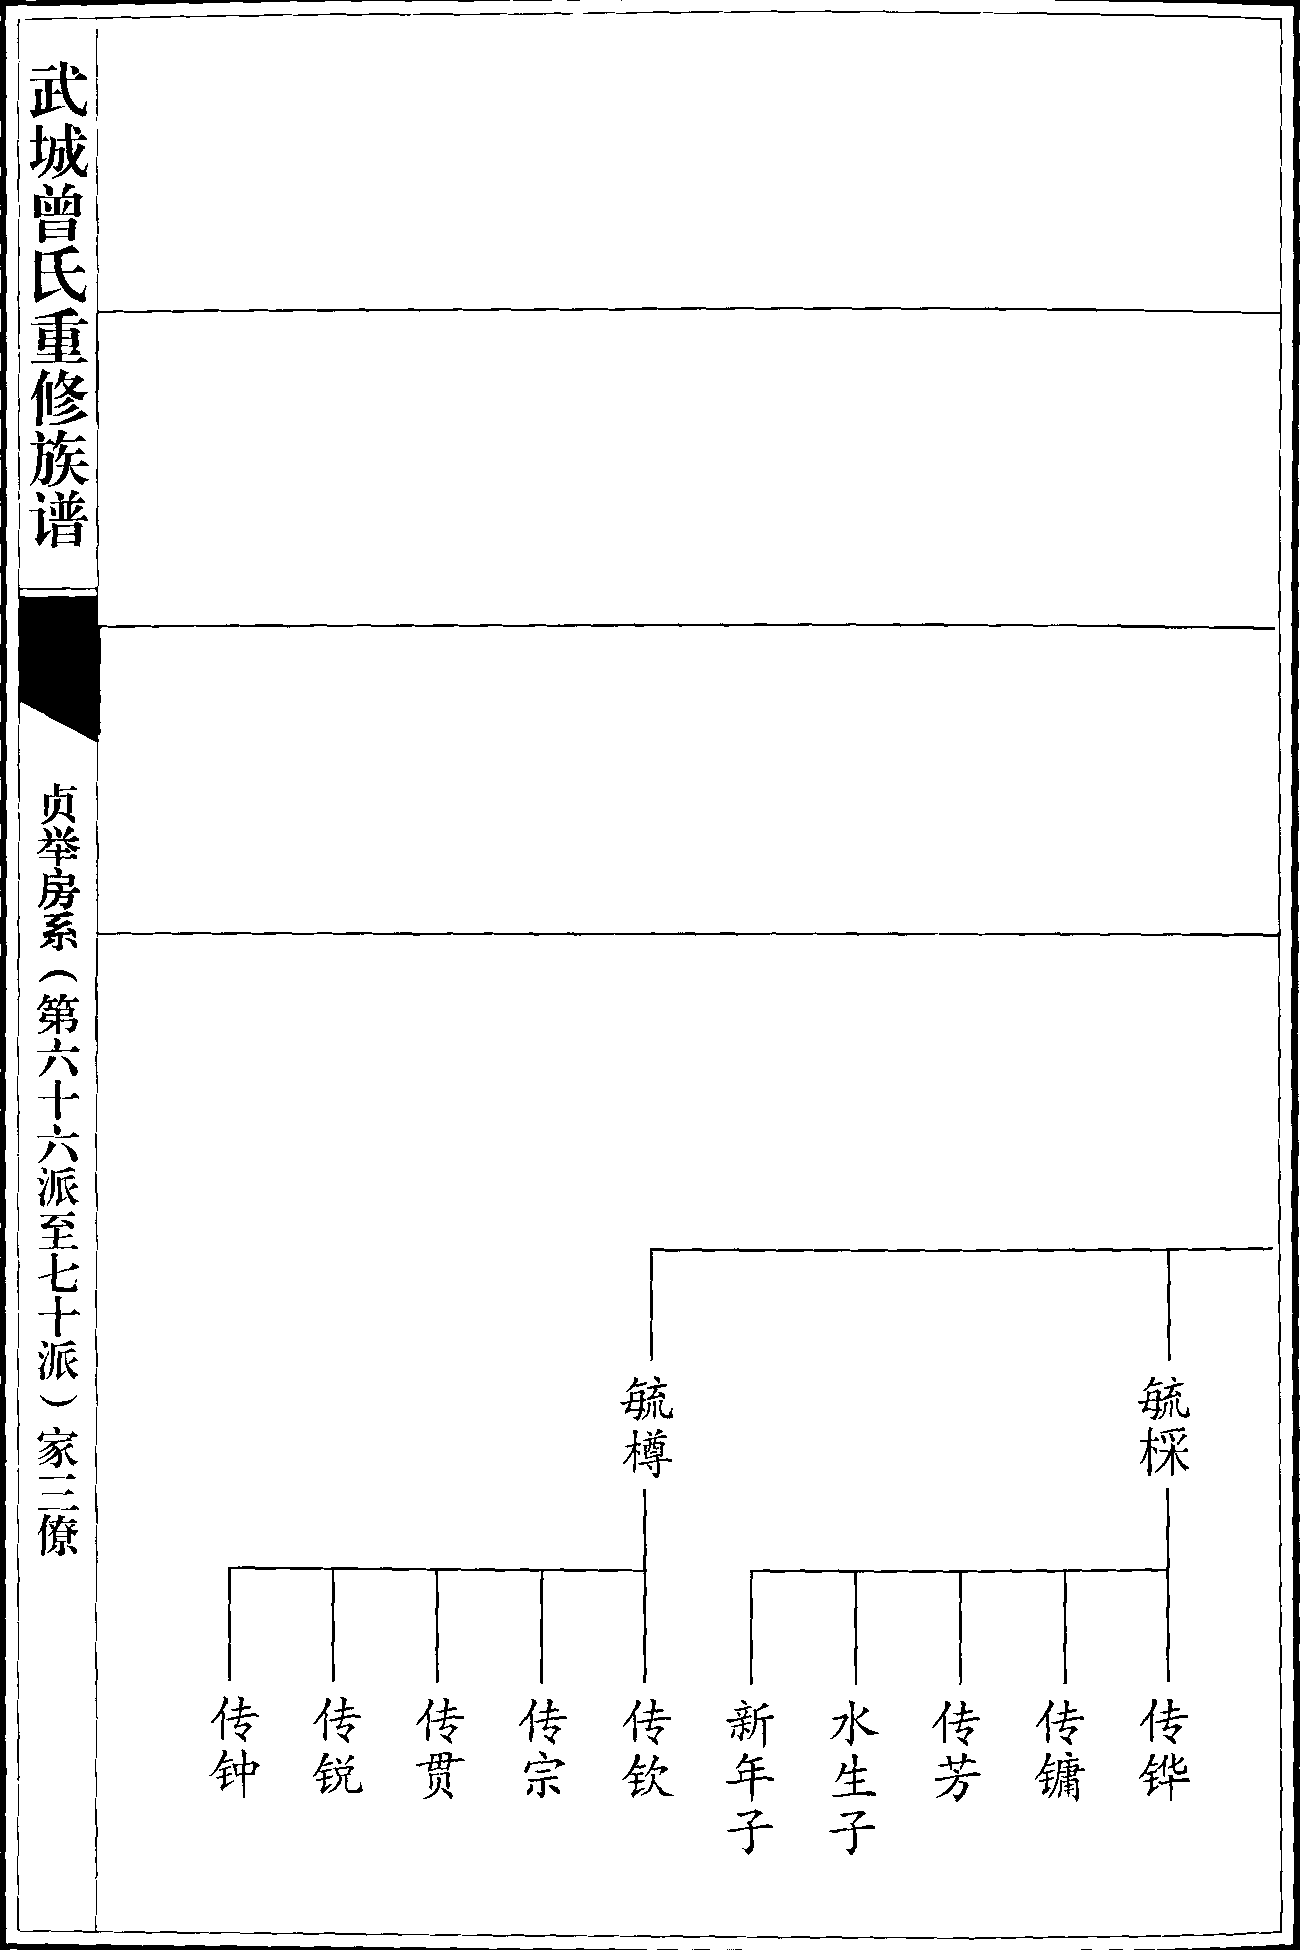 武城曾氏重修族谱
贞举房系（第六十六派至七十派）家三僚
毓棌
毓樽
传铧
传镛
传芳
水生子
新年子
传钦
传宗
传贯
传锐
传钟